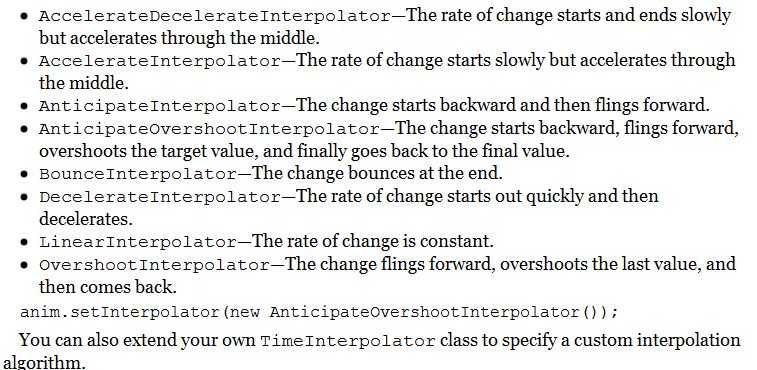 • AccelerateDecelerateInterpolator—The rate of change starts and ends slowly
but accelerates through the middle.
• AccelerateInterpolator—The rate of change starts slowly but accelerates through
the middle.
• AnticipateInterpolator—The change starts backward and then flings forward.
• AnticipateOvershootInterpolator—The change starts backward, flings forward,
overshoots the target value, and finally goes back to the final value.
• BounceInterpolator—The change bounces at the end.
• DecelerateInterpolator—The rate of change starts out quickly and then
decelerates.
• LinearInterpolator—The rate of change is constant.
• OvershootInterpolator—The change flings forward, overshoots the last value, and
then comes back.
anim.setInterpolator(new AnticipateOvershootInterpolator());
You can also extend your own TimeInterpolator class to specify a custom interpolation
algorithm.